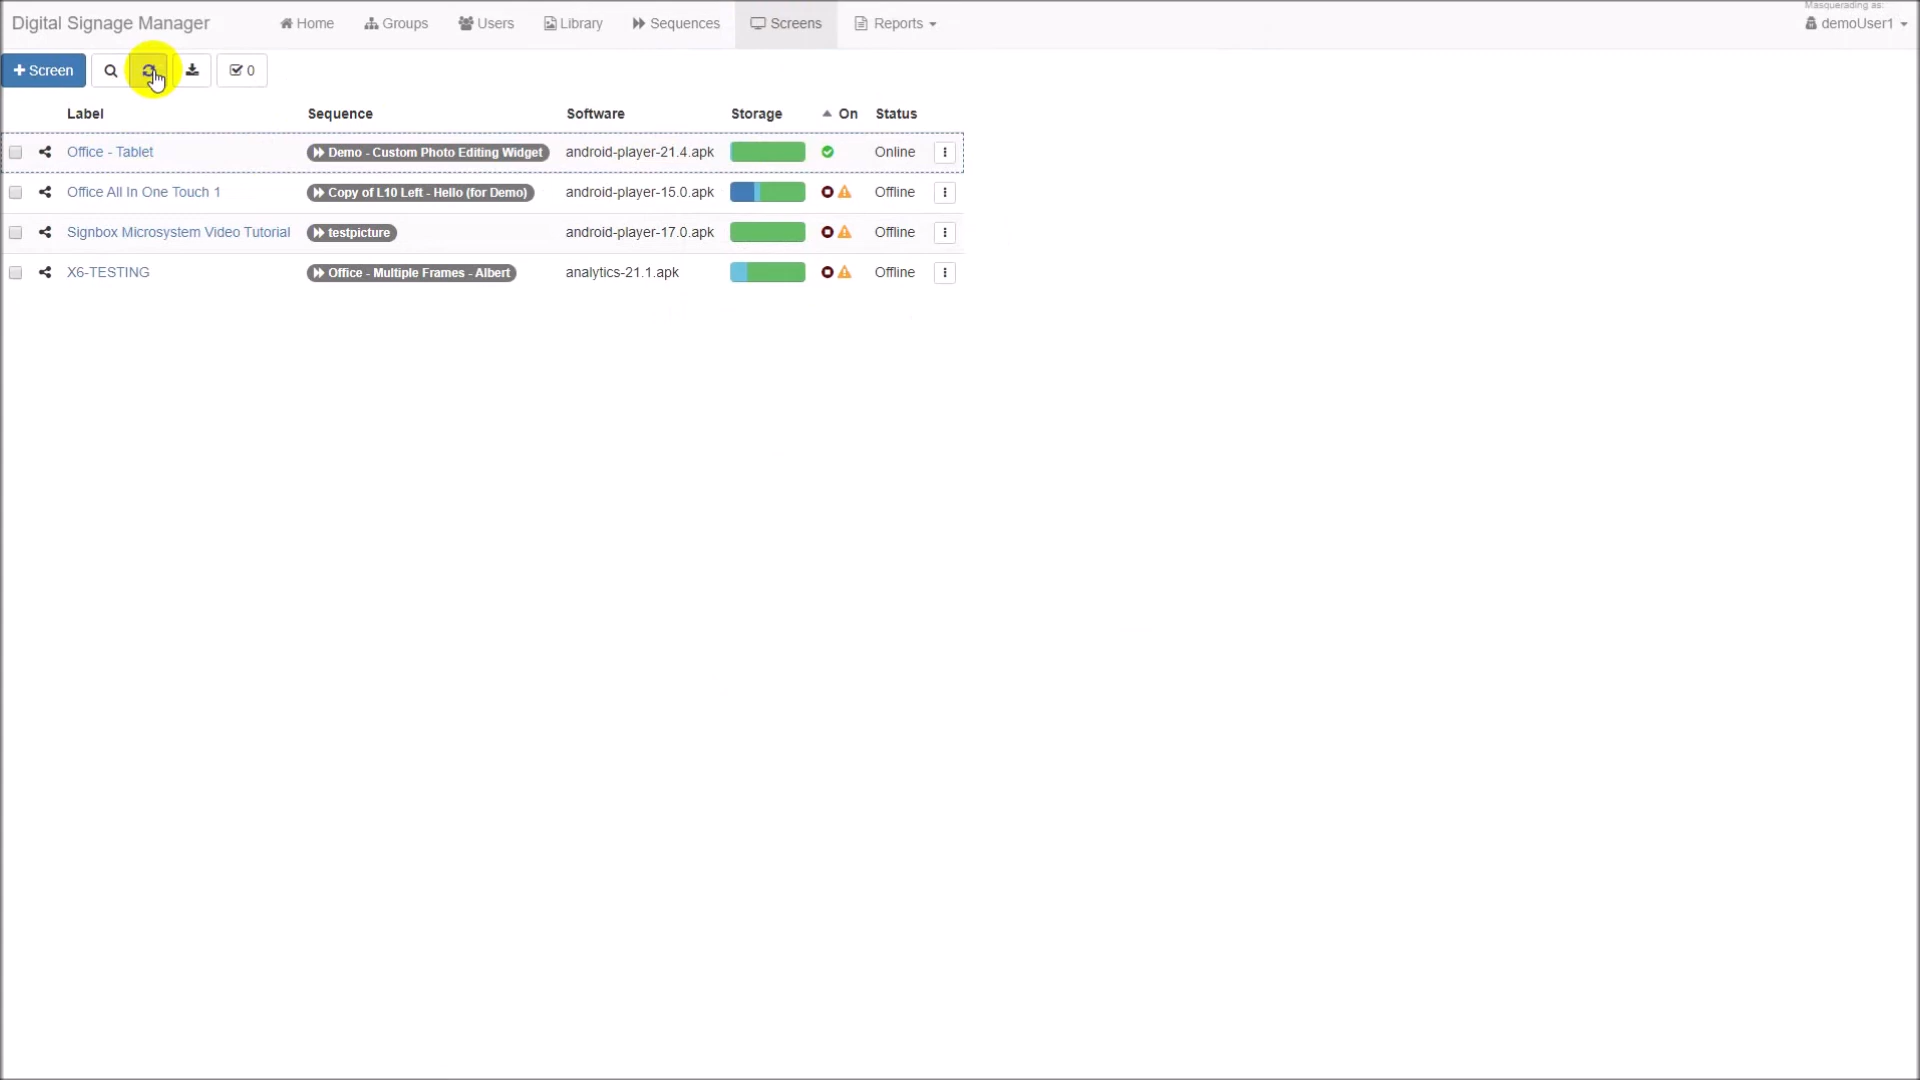 Masquerading as:
Digital Signage Manager Home Groups Users Library Sequences Screens Reports demoUser1
Screen 0
Label Sequence Software Storage On Status
Office - Tablet Demo - Custom Photo Editing Widget android-player-21.4.apk Online
Office All In One Touch 1 Copy of L10 Left - Hello (for Demo) android-player-15.0.apk Offline
Signbox Microsystem Video Tutorial testpicture android-player-17.0.apk Offline
X6-TESTING Office - Multiple Frames - Albert analytics-21.1.apk Offline